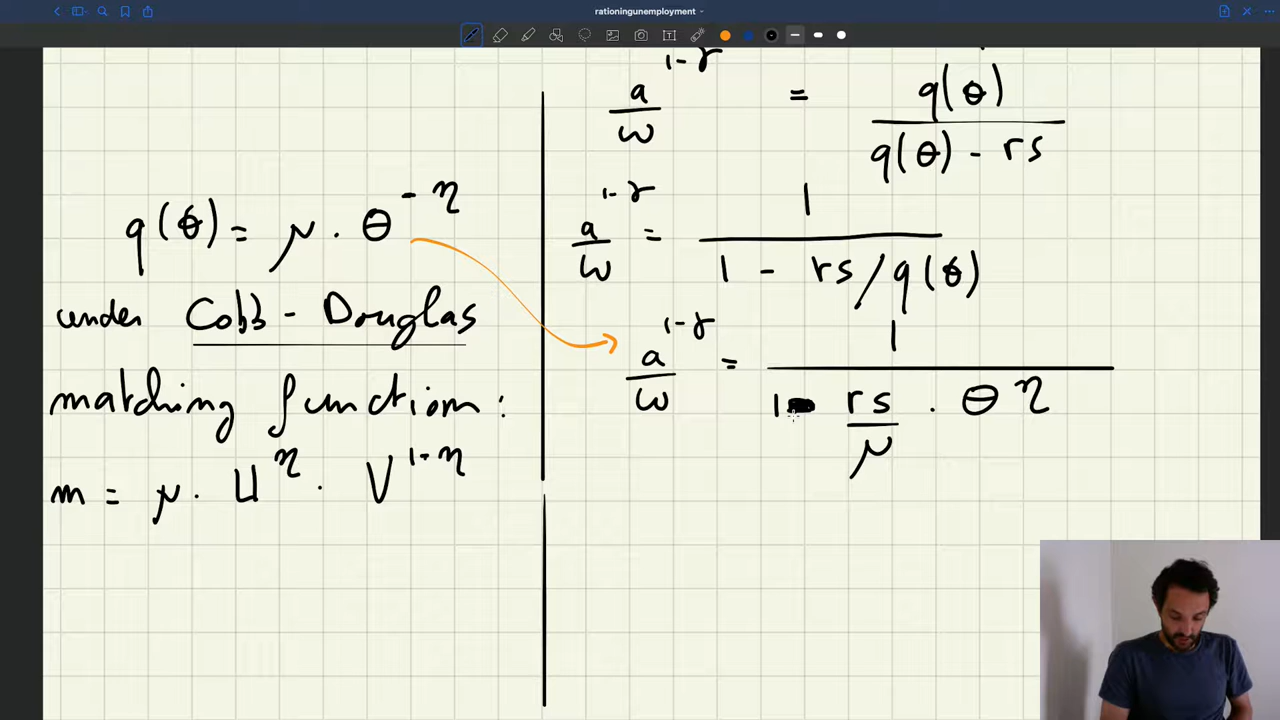 rationingunemployment
q(θ) = μ · θ^-η
under Cobb - Douglas
matching function:
m = μ · U^η · V^1-η
a^1-γ / ω = q(θ) / q(θ) - rs
a^1-γ / ω = 1 / 1 - rs/q(θ)
a^1-γ / ω = 1 / 1 - rs/μ · θ^η